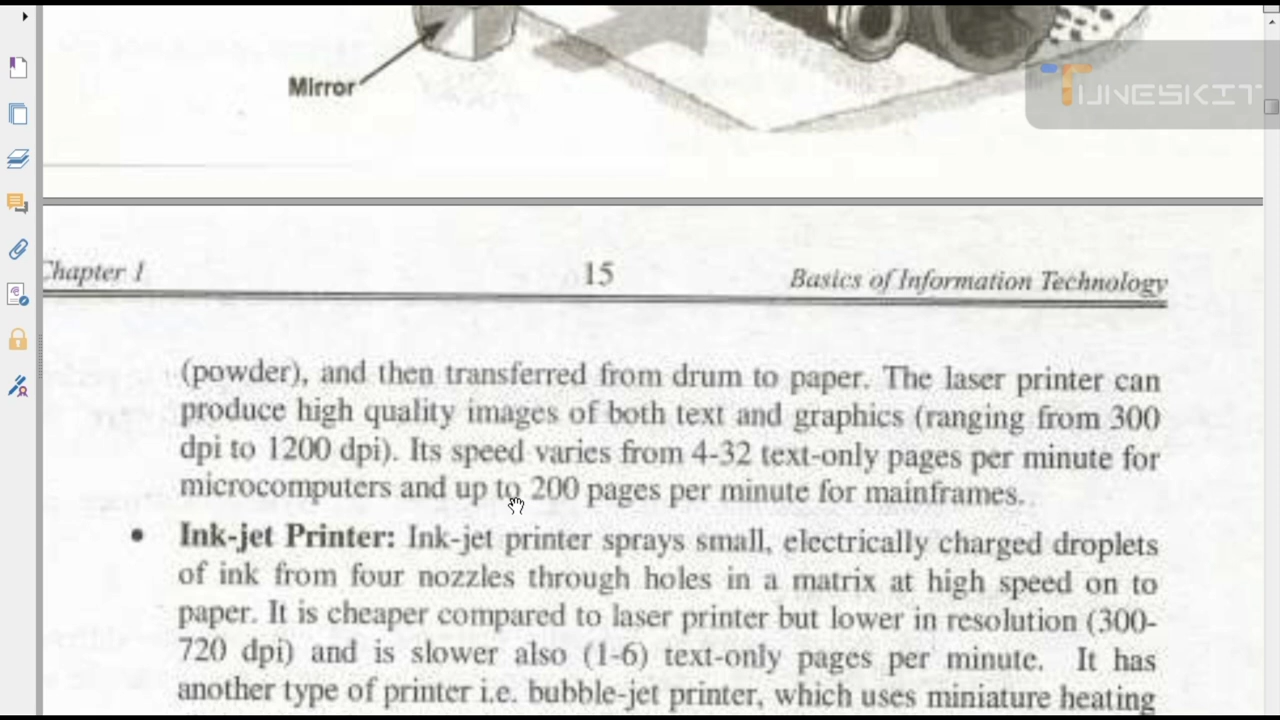 Mirror
TUNESKIT
Chapter 1 15 Basics of Information Technology
(powder), and then transferred from drum to paper. The laser printer can
produce high quality images of both text and graphics (ranging from 300
dpi to 1200 dpi). Its speed varies from 4-32 text-only pages per minute for
microcomputers and up to 200 pages per minute for mainframes.
• Ink-jet Printer: Ink-jet printer sprays small, electrically charged droplets
of ink from four nozzles through holes in a matrix at high speed on to
paper. It is cheaper compared to laser printer but lower in resolution (300-
720 dpi) and is slower also (1-6) text-only pages per minute. It has
another type of printer i.e. bubble-jet printer, which uses miniature heating